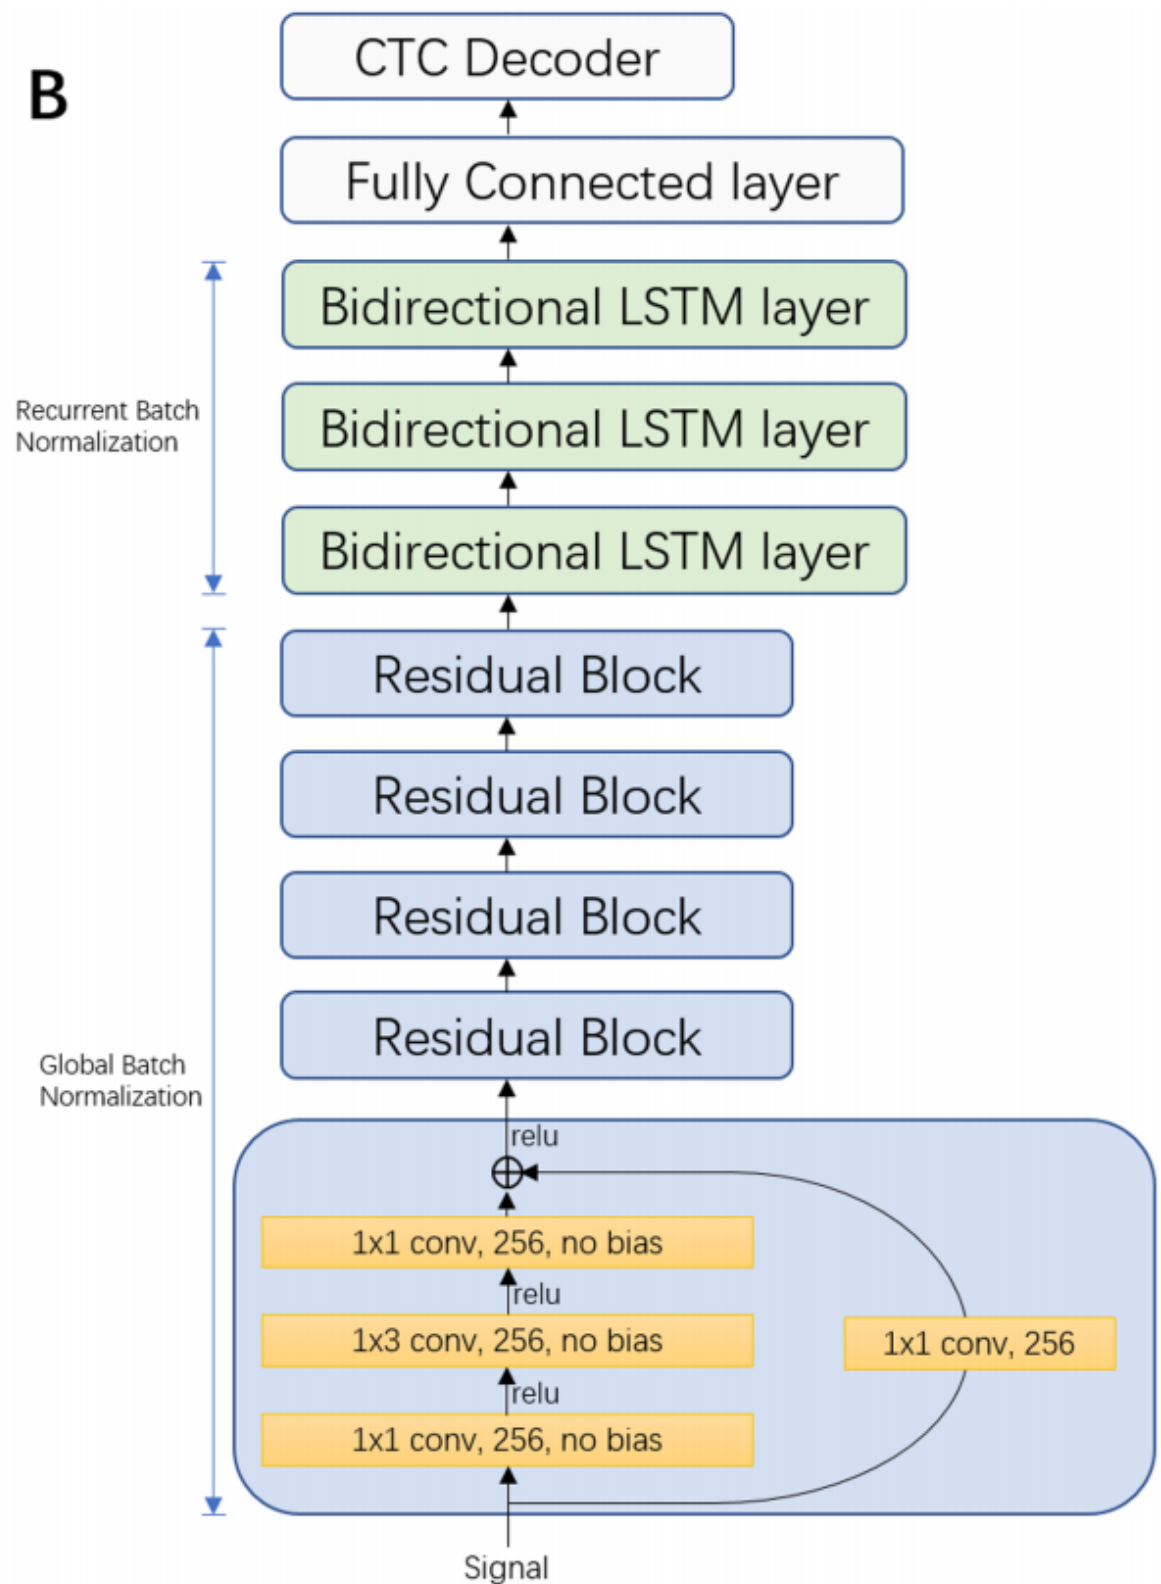 B
CTC Decoder
Fully Connected layer
Bidirectional LSTM layer
Bidirectional LSTM layer
Bidirectional LSTM layer
Recurrent Batch
Normalization
Residual Block
Residual Block
Residual Block
Residual Block
Global Batch
Normalization
relu
1x1 conv, 256, no bias
relu
1x3 conv, 256, no bias
1x1 conv, 256
relu
1x1 conv, 256, no bias
Signal